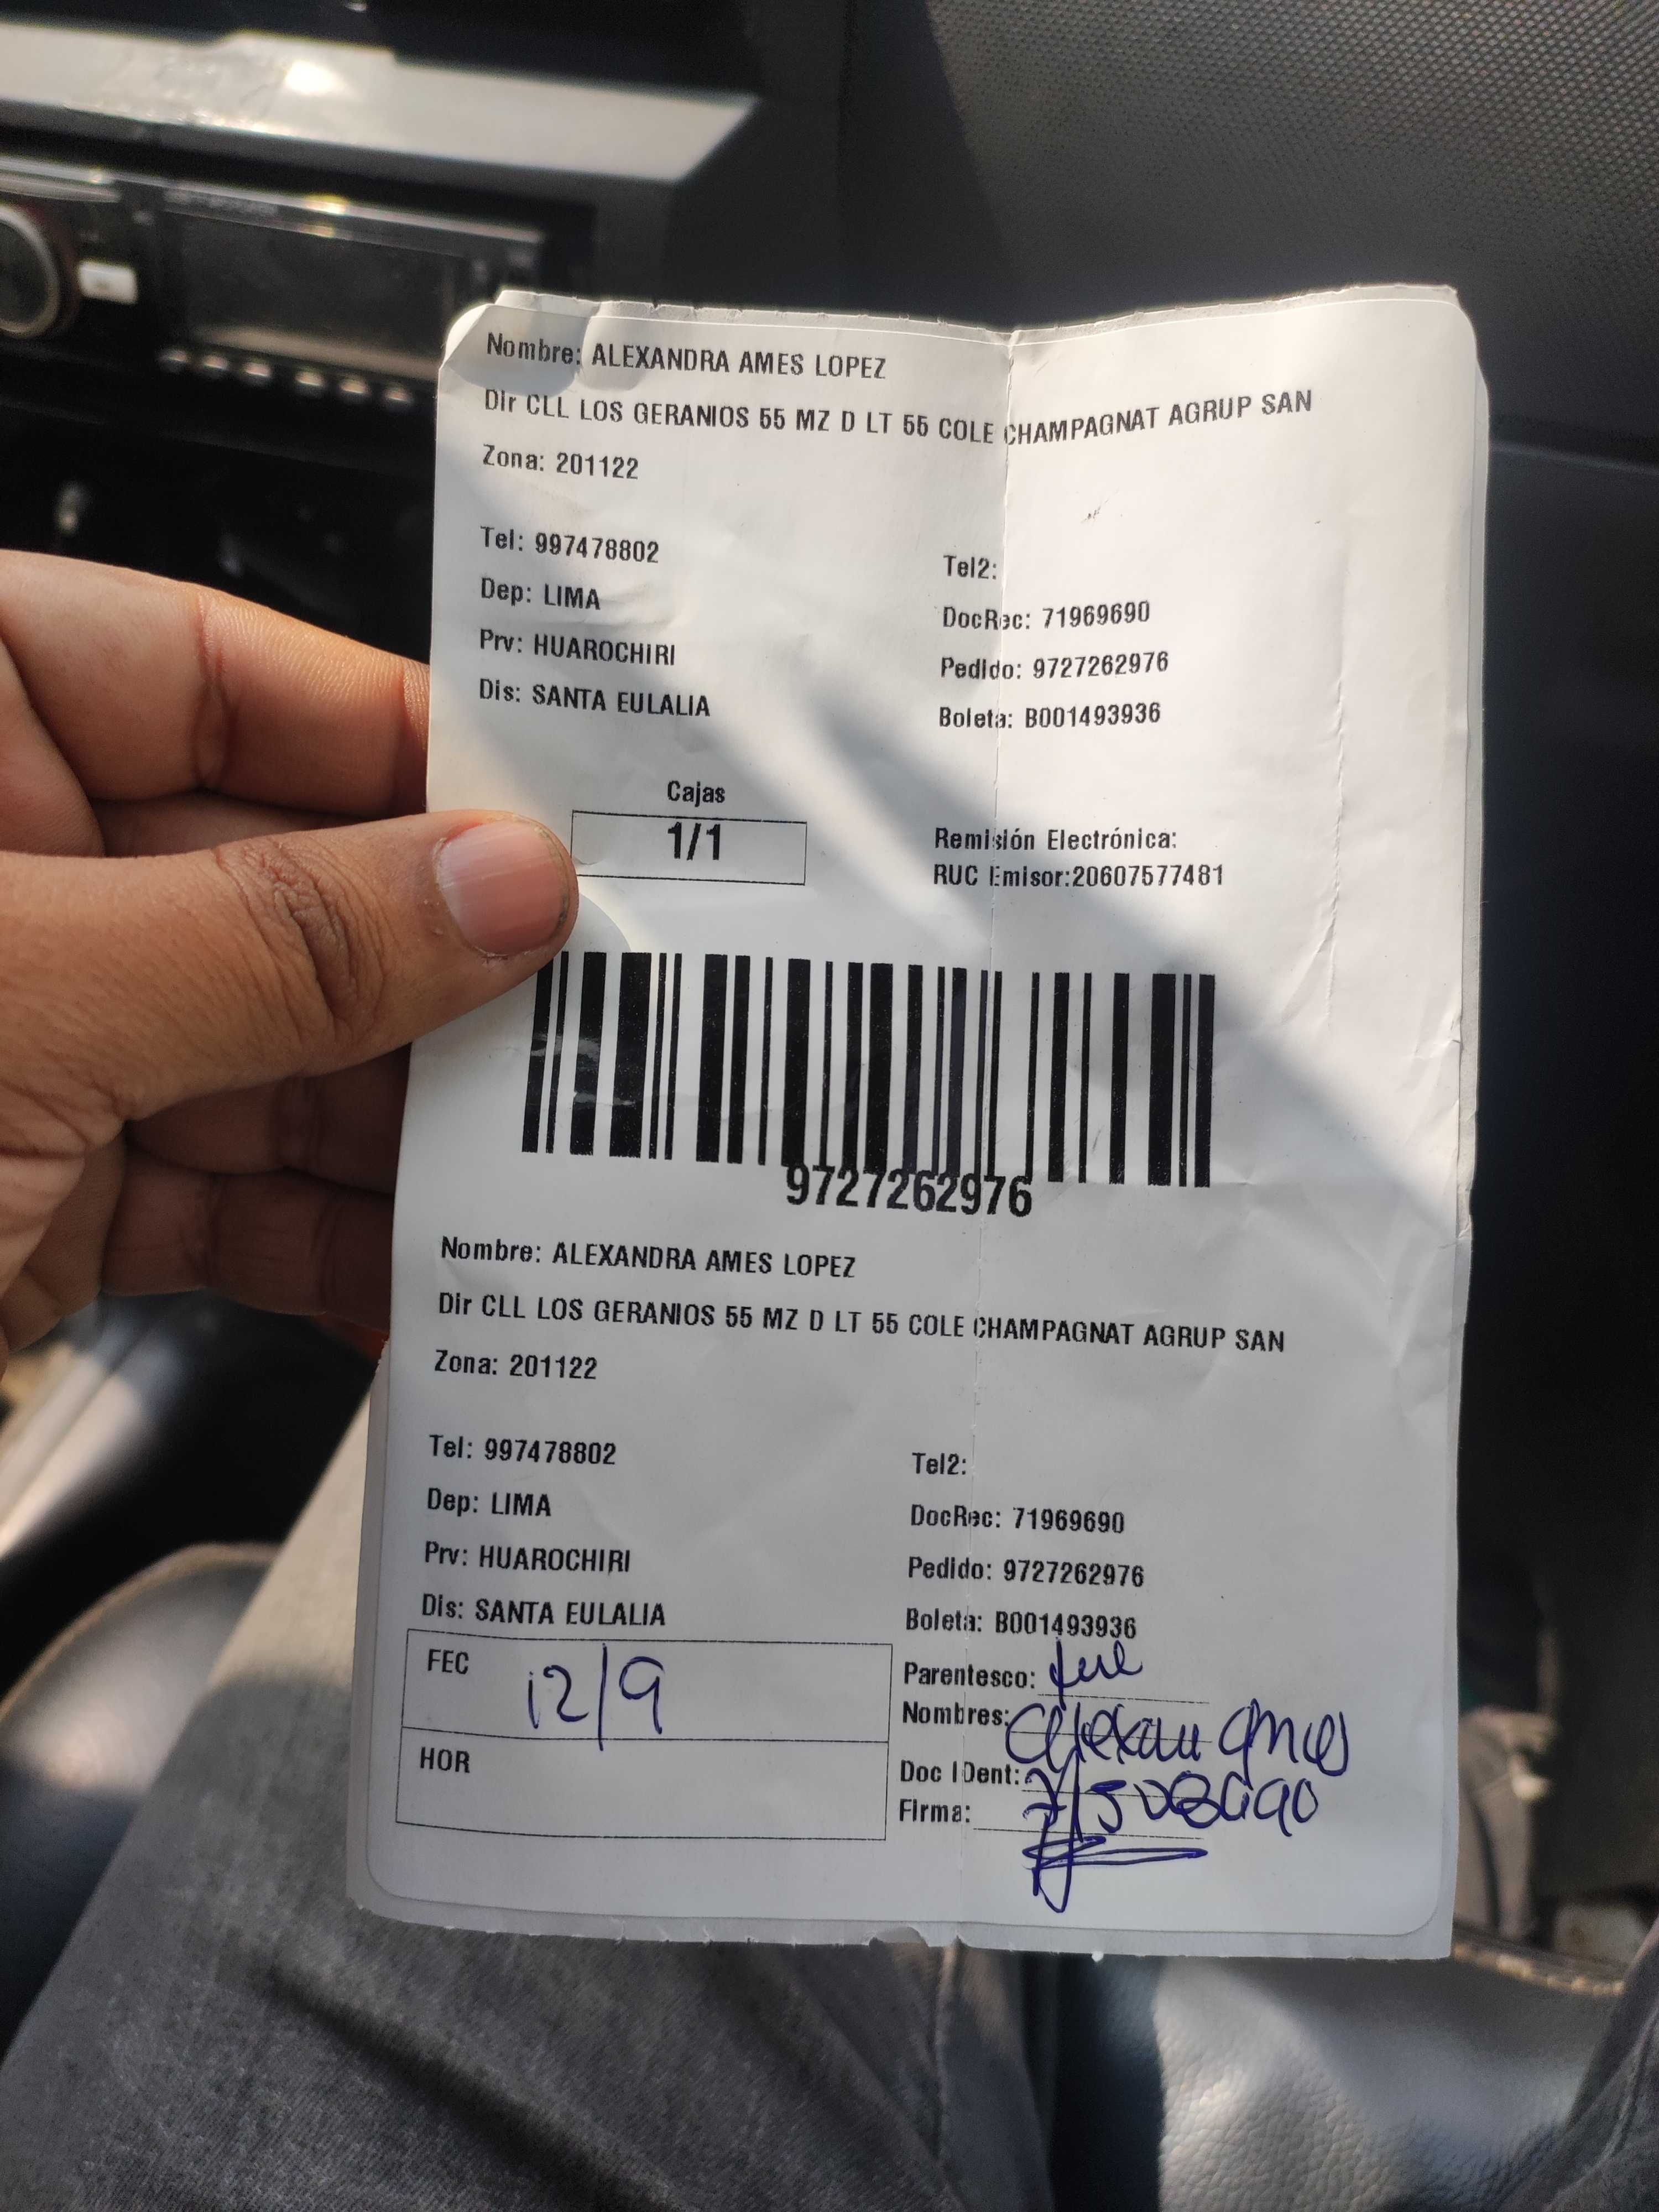 Nombre: ALEXANDRA AMES LOPEZ
Dir CLL LOS GERANIOS 55 MZ D LT 55 COLE CHAMPAGNAT AGRUP SAN
Zona: 201122
Tel: 997478802
Tel2:
Dep: LIMA
DocRec: 71969690
Prv: HUAROCHIRI
Pedido: 9727262976
Dis: SANTA EULALIA
Boleta: B001493936
Cajas
1/1
Remisión Electrónica:
RUC Emisor:20607577481
9727262976
Nombre: ALEXANDRA AMES LOPEZ
Dir CLL LOS GERANIOS 55 MZ D LT 55 COLE CHAMPAGNAT AGRUP SAN
Zona: 201122
Tel: 997478802
Tel2:
Dep: LIMA
DocRec: 71969690
Prv: HUAROCHIRI
Pedido: 9727262976
Dis: SANTA EULALIA
Boleta: B001493936
FEC 12/9
Parentesco:
Nombres:
HOR
Doc IDent:
Firma: